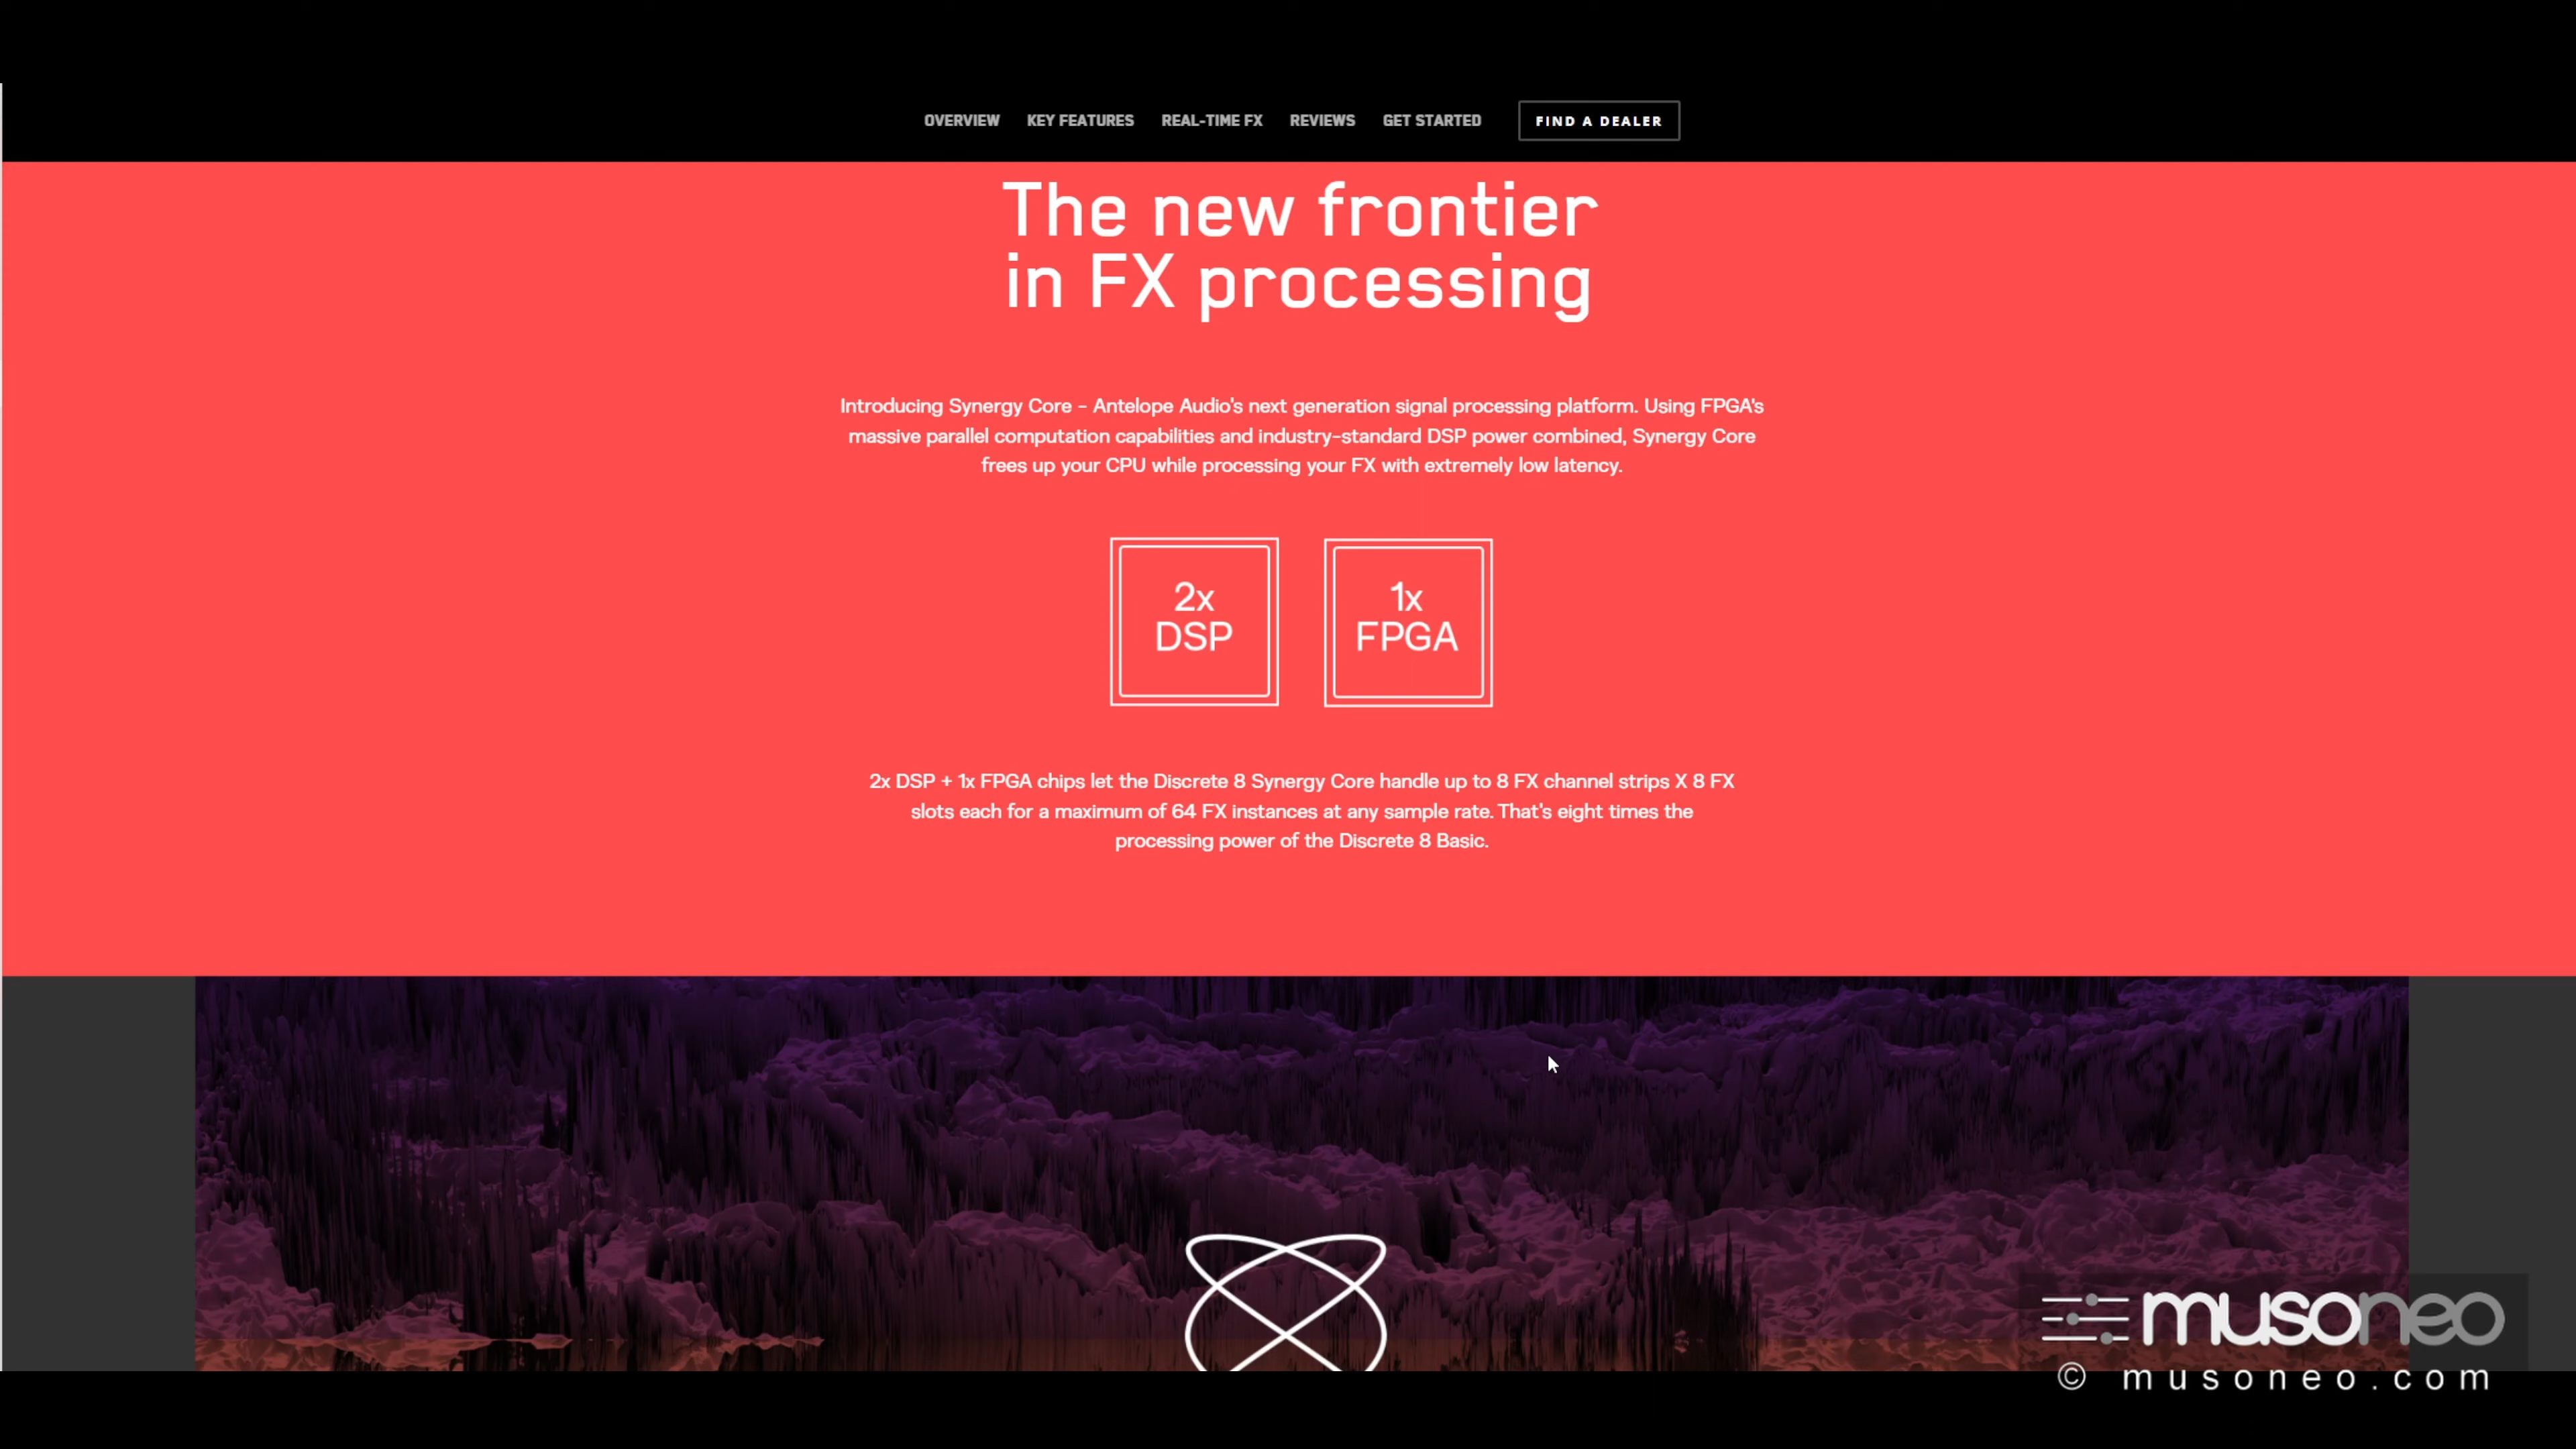 OVERVIEW KEY FEATURES REAL-TIME FX REVIEWS GET STARTED FIND A DEALER
The new frontier
in FX processing
Introducing Synergy Core - Antelope Audio's next generation signal processing platform. Using FPGA's
massive parallel computation capabilities and industry-standard DSP power combined, Synergy Core
frees up your CPU while processing your FX with extremely low latency.
2x
DSP
1x
FPGA
2x DSP + 1x FPGA chips let the Discrete 8 Synergy Core handle up to 8 FX channel strips X 8 FX
slots each for a maximum of 64 FX instances at any sample rate. That's eight times the
processing power of the Discrete 8 Basic.
musoneo
© musoneo.com